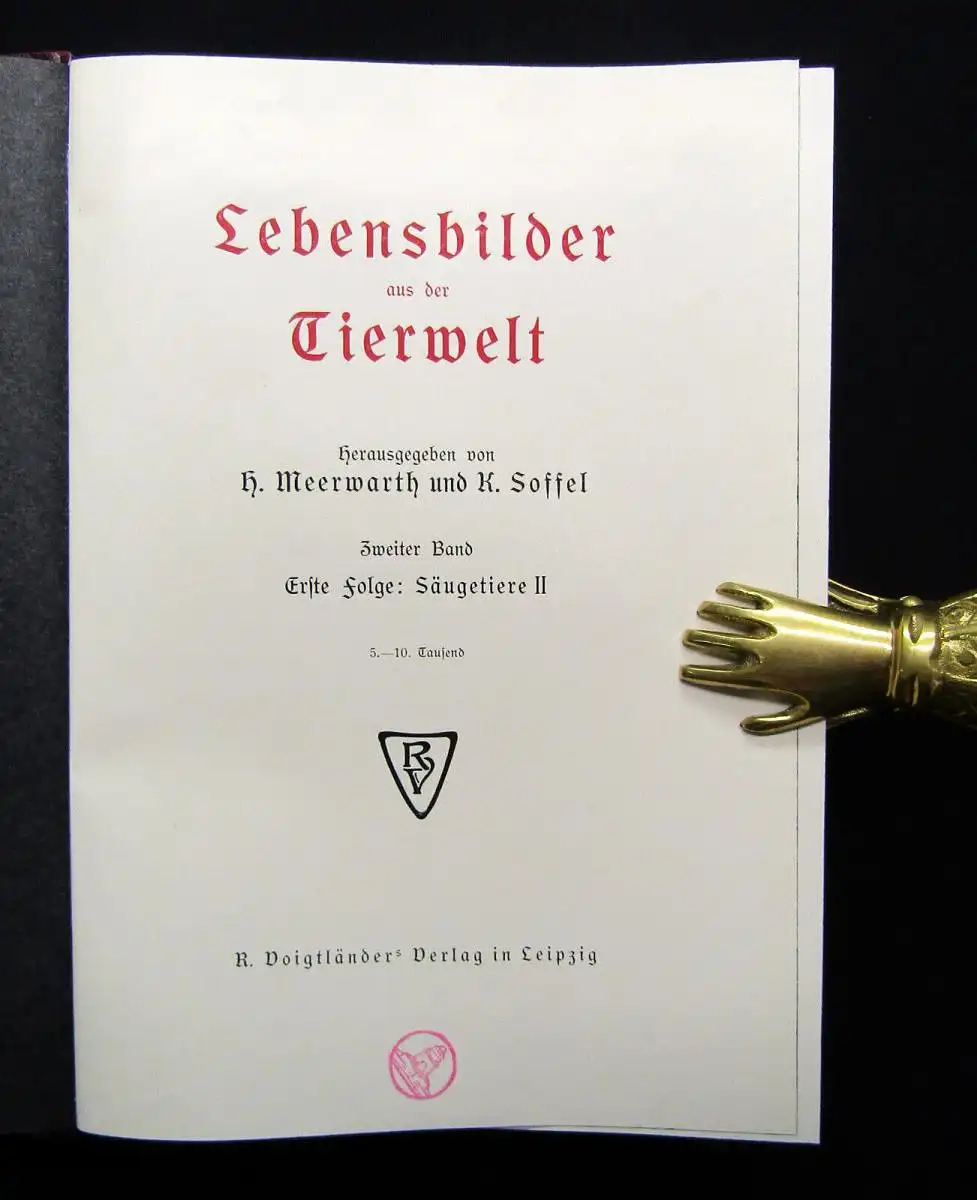 Lebensbilder
aus der
Tierwelt
Herausgegeben von
H. Meerwarth und K. Soffel
Zweiter Band
Erste Folge: Säugetiere II
5.—10. Tausend
RV
R. Voigtländers Verlag in Leipzig